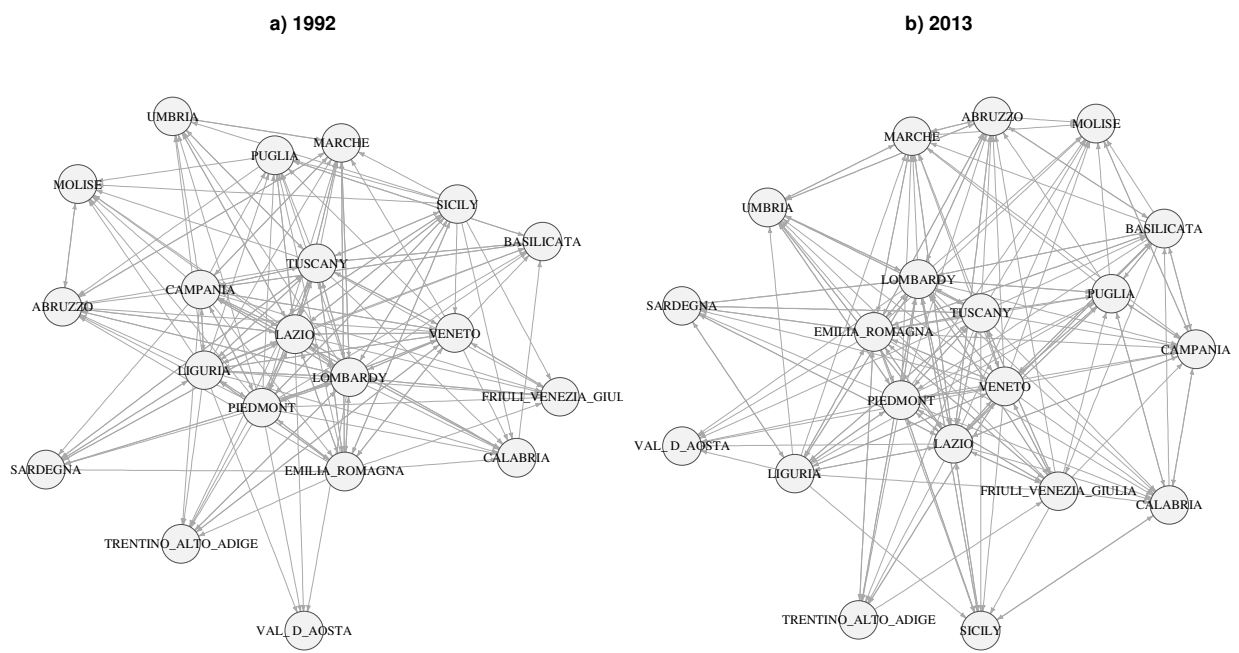 a) 1992
UMBRIA
MARCHE
PUGLIA
MOLISE
SICILY
BASILICATA
TUSCANY
CAMPANIA
ABRUZZO
LAZIO
VENETO
LIGURIA
LOMBARDY
FRIULI_VENEZIA_GIUL
PIEDMONT
CALABRIA
SARDEGNA
EMILIA_ROMAGNA
TRENTINO_ALTO_ADIGE
VAL_D_AOSTA
b) 2013
ABRUZZO
MOLISE
MARCHE
UMBRIA
BASILICATA
LOMBARDY
PUGLIA
SARDEGNA
TUSCANY
EMILIA_ROMAGNA
CAMPANIA
VENETO
PIEDMONT
VAL_D_AOSTA
LAZIO
LIGURIA
FRIULI_VENEZIA_GIULIA
CALABRIA
TRENTINO_ALTO_ADIGE
SICILY